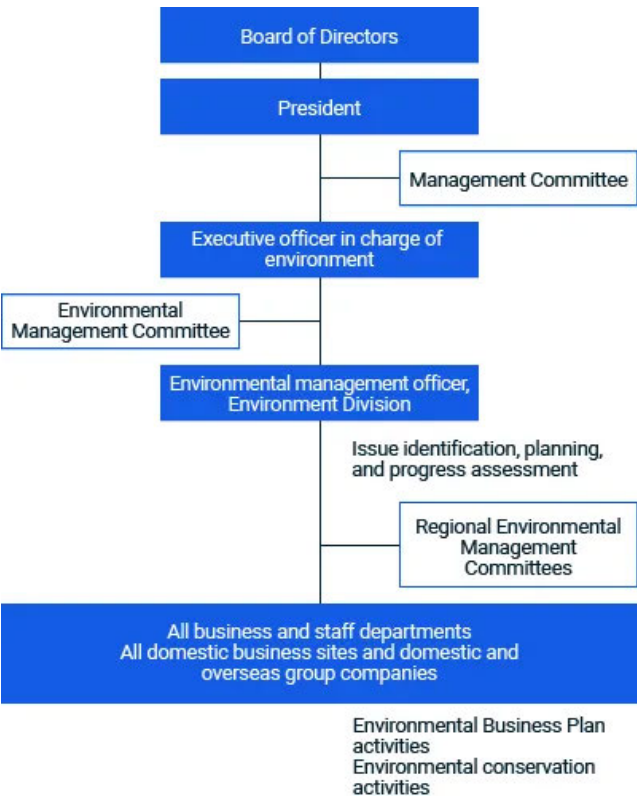 Board of Directors
President
Management Committee
Executive officer in charge of
environment
Environmental
Management Committee
Environmental management officer,
Environment Division
Issue identification, planning,
and progress assessment
Regional Environmental
Management
Committees
All business and staff departments
All domestic business sites and domestic and
overseas group companies
Environmental Business Plan
activities
Environmental conservation
activities